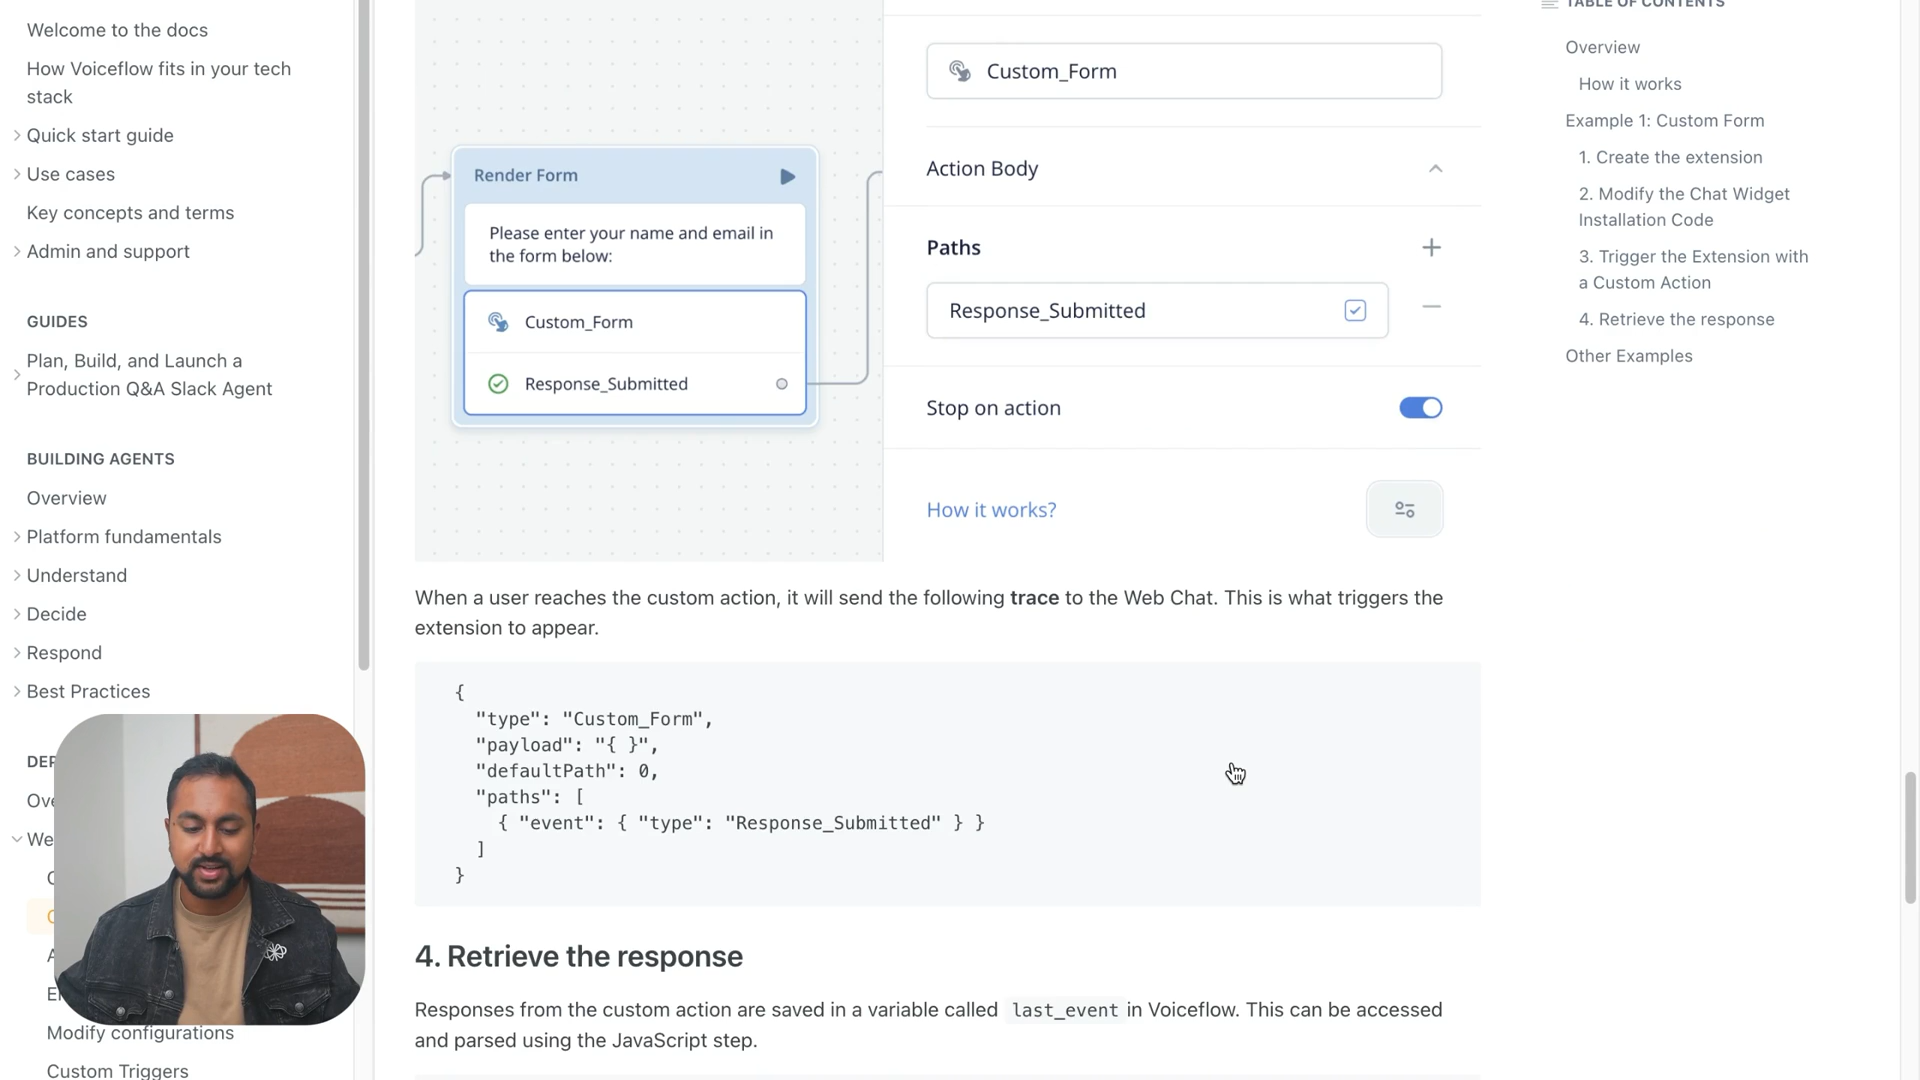 Welcome to the docs
How Voiceflow fits in your tech
stack
Quick start guide
Use cases
Key concepts and terms
Admin and support
GUIDES
Plan, Build, and Launch a
Production Q&A Slack Agent
BUILDING AGENTS
Overview
Platform fundamentals
Understand
Decide
Respond
Best Practices
Modify configurations
Custom Triggers
Render Form
Please enter your name and email in
the form below:
Custom_Form
Response_Submitted
Custom_Form
Action Body
Paths
Response_Submitted
Stop on action
How it works?
When a user reaches the custom action, it will send the following trace to the Web Chat. This is what triggers the
extension to appear.
{
"type": "Custom_Form",
"payload": "{ }",
"defaultPath": 0,
"paths": [
{ "event": { "type": "Response_Submitted" } }
]
}
4. Retrieve the response
Responses from the custom action are saved in a variable called last_event in Voiceflow. This can be accessed
and parsed using the JavaScript step.
TABLE OF CONTENTS
Overview
How it works
Example 1: Custom Form
1. Create the extension
2. Modify the Chat Widget
Installation Code
3. Trigger the Extension with
a Custom Action
4. Retrieve the response
Other Examples